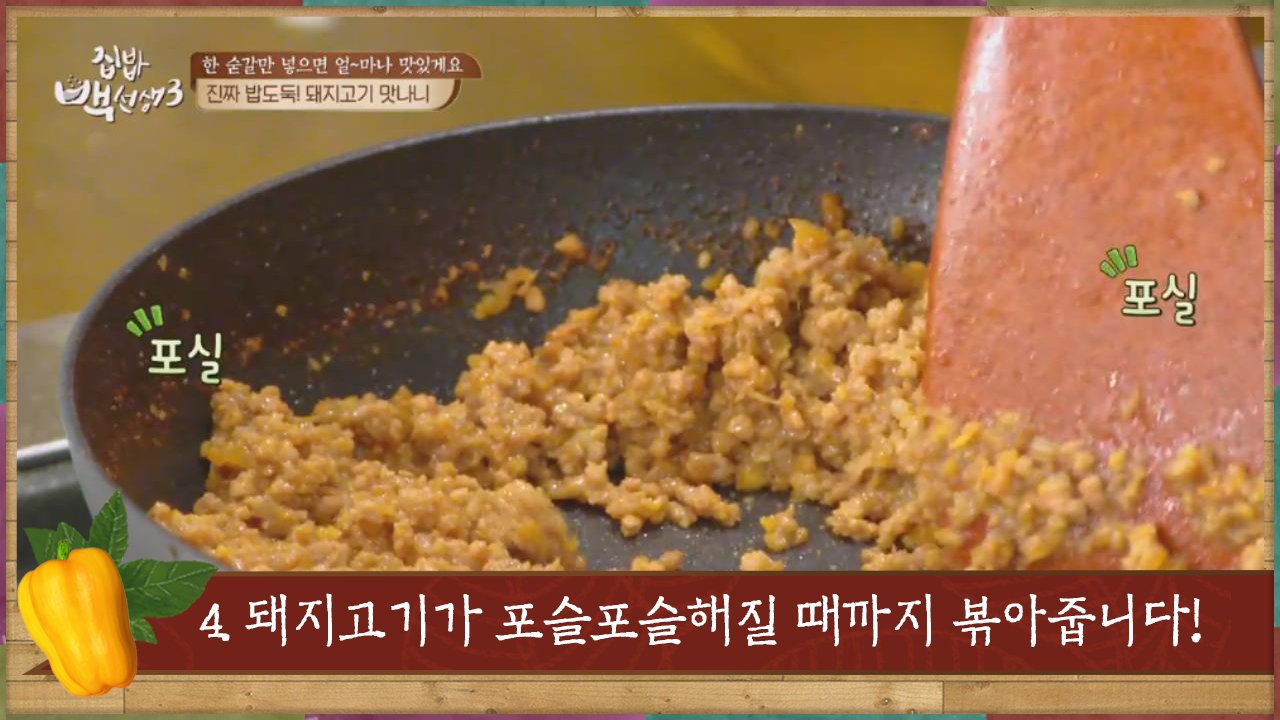 집밥
백선생3
한 숟갈만 넣으면 얼~마나 맛있게요
진짜 밥도둑! 돼지고기 맛나니
포실
포실
4. 돼지고기가 포슬포슬해질 때까지 볶아줍니다!